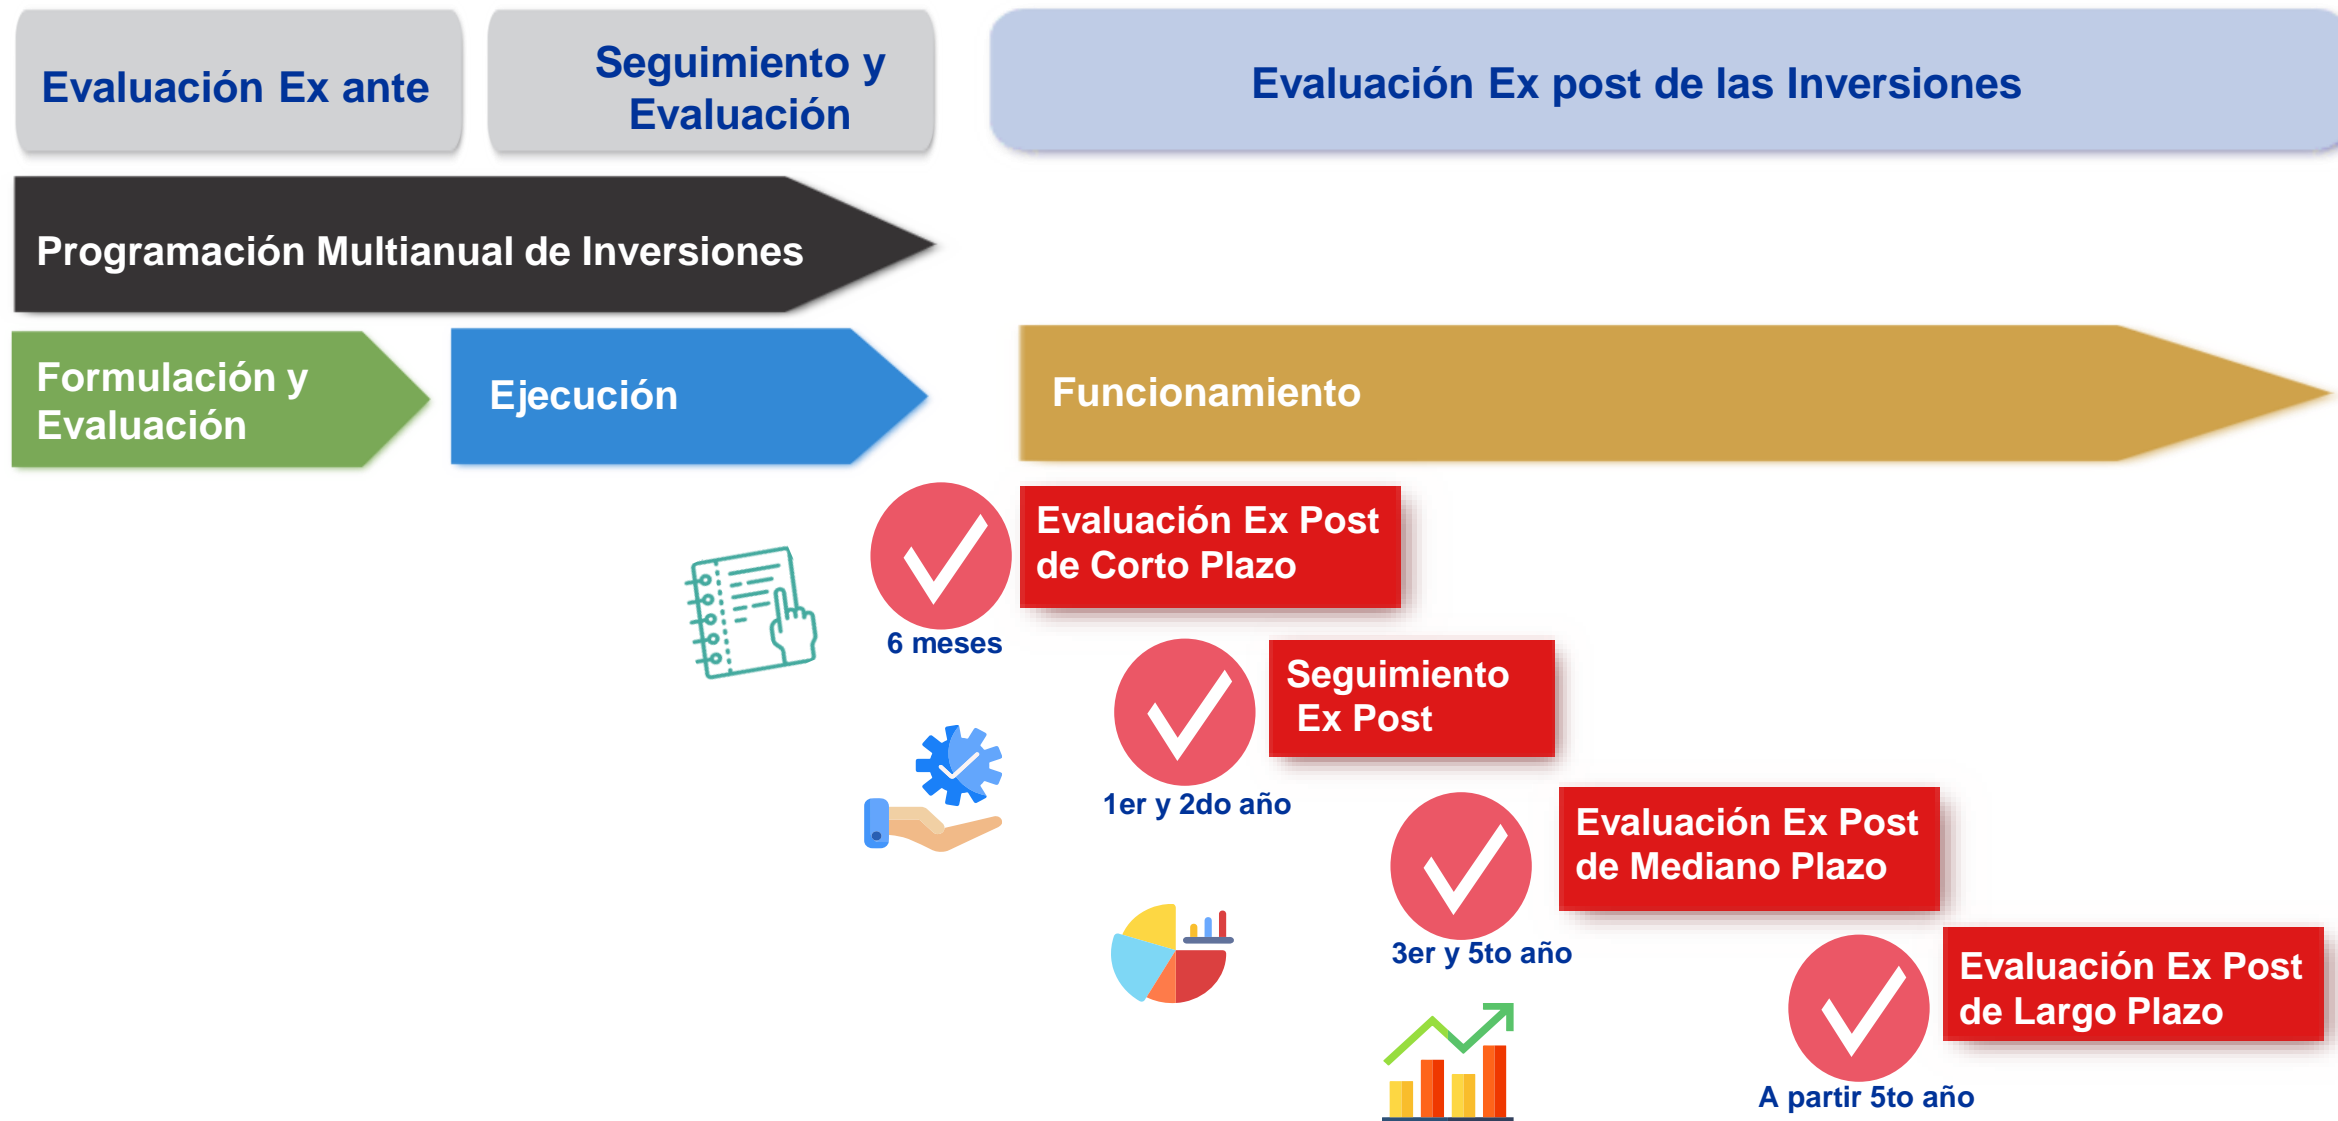 Evaluación Ex ante
Seguimiento y
Evaluación
Evaluación Ex post de las Inversiones
Programación Multianual de Inversiones
Formulación y
Evaluación
Ejecución
Funcionamiento
Evaluación Ex Post
de Corto Plazo
6 meses
Seguimiento
Ex Post
1er y 2do año
Evaluación Ex Post
de Mediano Plazo
3er y 5to año
Evaluación Ex Post
de Largo Plazo
A partir 5to año